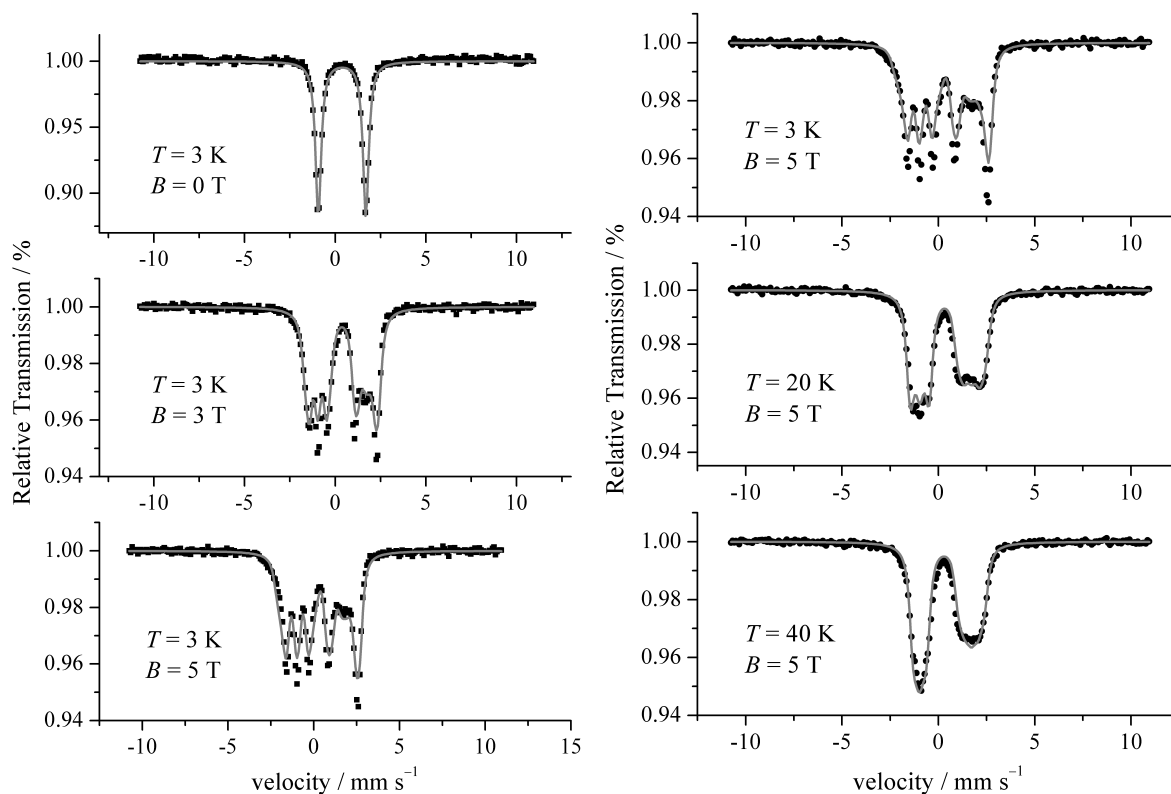 Relative Transmission / %
1.00
0.95
0.90
T = 3 K
B = 0 T
-10 -5 0 5 10
1.00
0.98
0.96
0.94
T = 3 K
B = 3 T
-10 -5 0 5 10 15
1.00
0.98
0.96
0.94
T = 3 K
B = 5 T
-10 -5 0 5 10 15
velocity / mm s⁻¹
Relative Transmission / %
1.00
0.98
0.96
0.94
T = 3 K
B = 5 T
-10 -5 0 5 10
1.00
0.98
0.96
0.94
T = 20 K
B = 5 T
-10 -5 0 5 10
1.00
0.98
0.96
0.94
T = 40 K
B = 5 T
-10 -5 0 5 10
velocity / mm s⁻¹